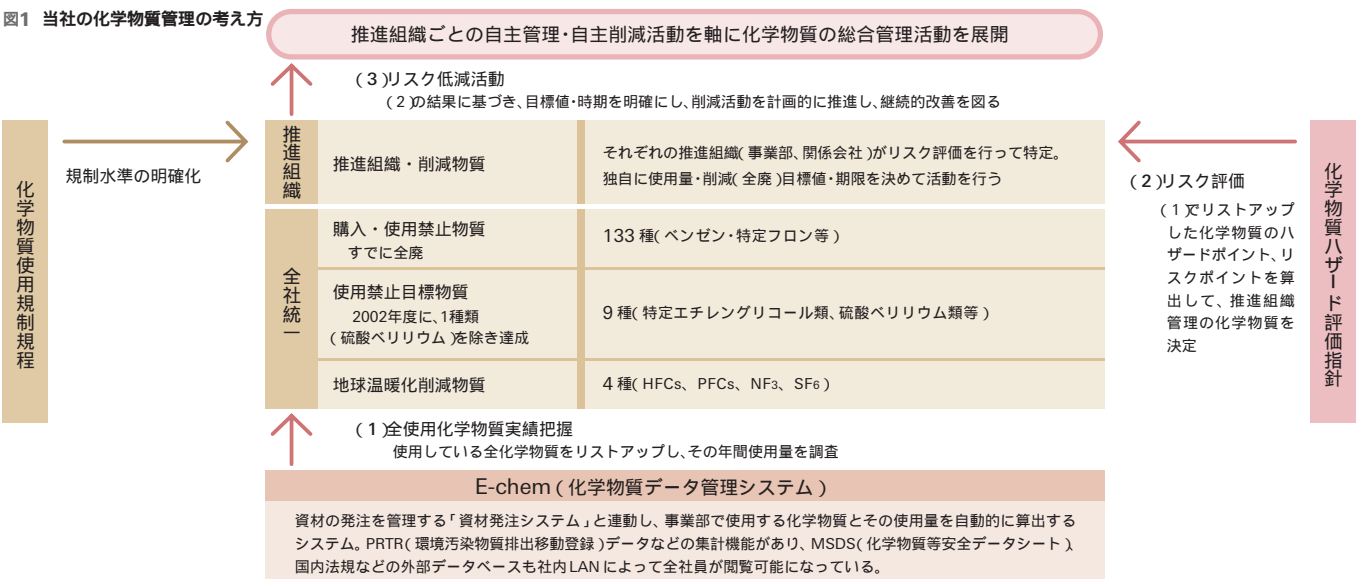 図1 当社の化学物質管理の考え方
推進組織ごとの自主管理・自主削減活動を軸に化学物質の総合管理活動を展開
(3)リスク低減活動
(2)の結果に基づき、目標値・時期を明確にし、削減活動を計画的に推進し、継続的改善を図る
化学物質使用規制規程
規制水準の明確化
推進組織
推進組織・削減物質
それぞれの推進組織(事業部、関係会社)がリスク評価を行って特定。
独自に使用量・削減(全廃)目標値・期限を決めて活動を行う
全社統一
購入・使用禁止物質
すでに全廃
133種(ベンゼン・特定フロン等)
使用禁止目標物質
2002年度に、1種類
(硫酸ベリリウム)を除き達成
9種(特定エチレングリコール類、硫酸ベリリウム類等)
地球温暖化削減物質
4種(HFCs、PFCs、NF3、SF6)
(2)リスク評価
(1)でリストアップ
した化学物質のハ
ザードポイント、リ
スクポイントを算
出して、推進組織
管理の化学物質を
決定
化学物質ハザード評価指針
(1)全使用化学物質実績把握
使用している全化学物質をリストアップし、その年間使用量を調査
E-chem(化学物質データ管理システム)
資材の発注を管理する「資材発注システム」と連動し、事業部で使用する化学物質とその使用量を自動的に算出する
システム。PRTR(環境汚染物質排出移動登録)データなどの集計機能があり、MSDS(化学物質等安全データシート)、
国内法規などの外部データベースも社内LANによって全社員が閲覧可能になっている。